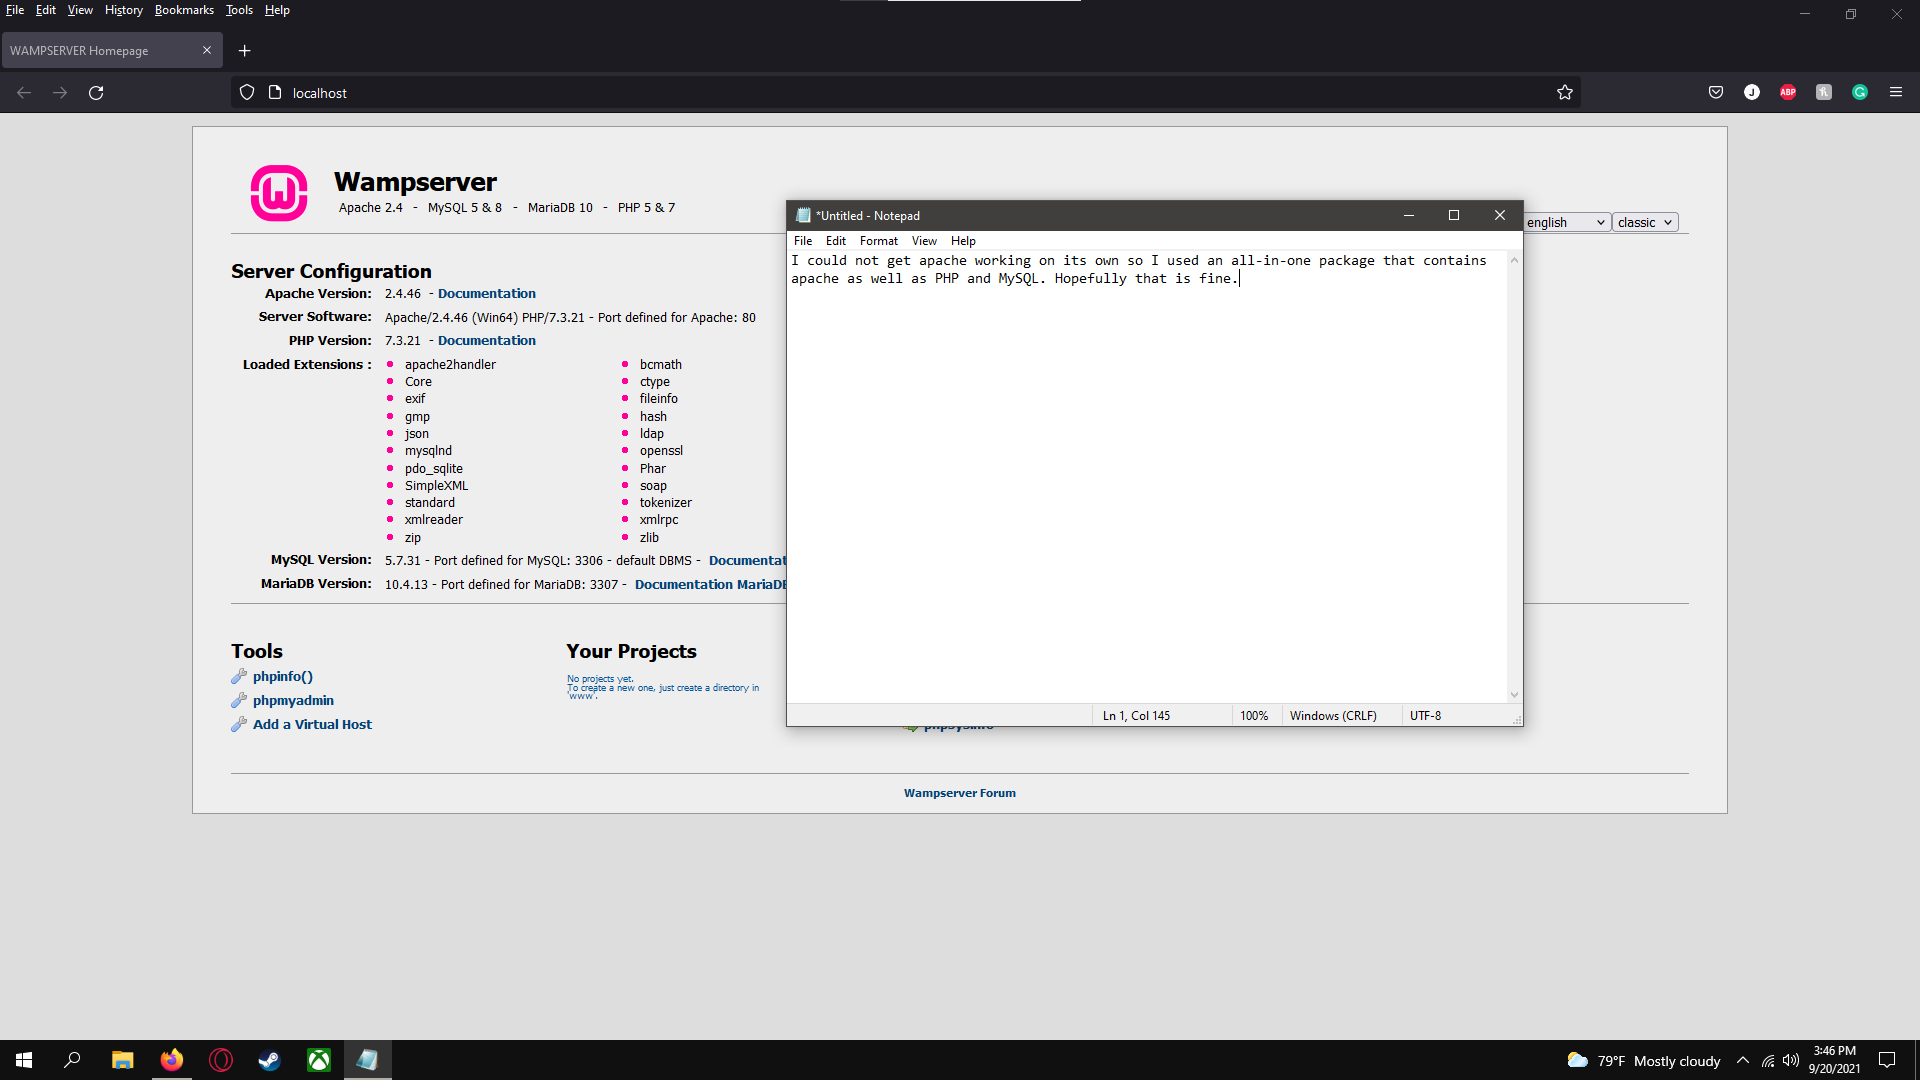 File Edit View History Bookmarks Tools Help
WAMPSERVER Homepage
localhost
J
ABP
G
Wampserver
Apache 2.4 - MySQL 5 & 8 - MariaDB 10 - PHP 5 & 7
english classic
Server Configuration
Apache Version: 2.4.46 - Documentation
Server Software: Apache/2.4.46 (Win64) PHP/7.3.21 - Port defined for Apache: 80
PHP Version: 7.3.21 - Documentation
Loaded Extensions : apache2handler bcmath
Core ctype
exif fileinfo
gmp hash
json ldap
mysqlnd openssl
pdo_sqlite Phar
SimpleXML soap
standard tokenizer
xmlreader xmlrpc
zip zlib
MySQL Version: 5.7.31 - Port defined for MySQL: 3306 - default DBMS - Documentat
MariaDB Version: 10.4.13 - Port defined for MariaDB: 3307 - Documentation MariaDB
*Untitled - Notepad
File Edit Format View Help
I could not get apache working on its own so I used an all-in-one package that contains
apache as well as PHP and MySQL. Hopefully that is fine.
Ln 1, Col 145 100% Windows (CRLF) UTF-8
Tools
phpinfo()
phpmyadmin
Add a Virtual Host
Your Projects
No projects yet.
To create a new one, just create a directory in
'www'.
phpsysinfo
Wampserver Forum
79°F Mostly cloudy
3:46 PM
9/20/2021